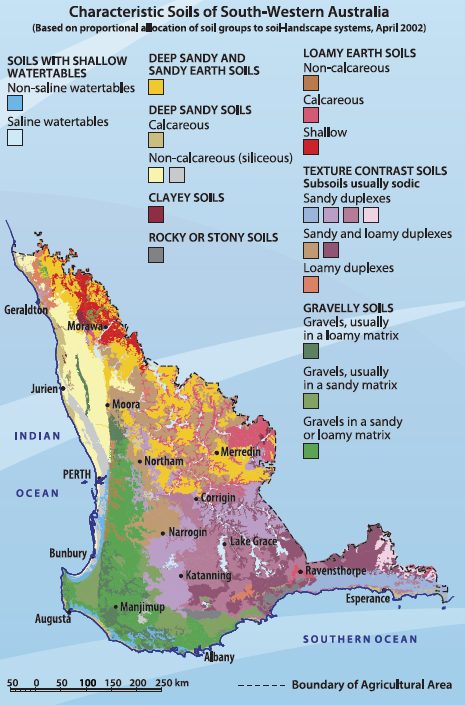 Characteristic Soils of South-Western Australia
(Based on proportional allocation of soil groups to soil-landscape systems, April 2002)
SOILS WITH SHALLOW
WATERTABLES
Non-saline watertables
Saline watertables
DEEP SANDY AND
SANDY EARTH SOILS
DEEP SANDY SOILS
Calcareous
Non-calcareous (siliceous)
CLAYEY SOILS
ROCKY OR STONY SOILS
LOAMY EARTH SOILS
Non-calcareous
Calcareous
Shallow
TEXTURE CONTRAST SOILS
Subsoils usually sodic
Sandy duplexes
Sandy and loamy duplexes
Loamy duplexes
GRAVELLY SOILS
Gravels, usually
in a loamy matrix
Gravels, usually
in a sandy matrix
Gravels in a sandy
or loamy matrix
Geraldton
Morawa
Jurien
Moora
INDIAN
OCEAN
PERTH
Northam
Merredin
Corrigin
Narrogin
Lake Grace
Bunbury
Katanning
Ravensthorpe
Augusta
Manjimup
Esperance
Albany
SOUTHERN OCEAN
50 0 50 100 150 200 250 km
Boundary of Agricultural Area